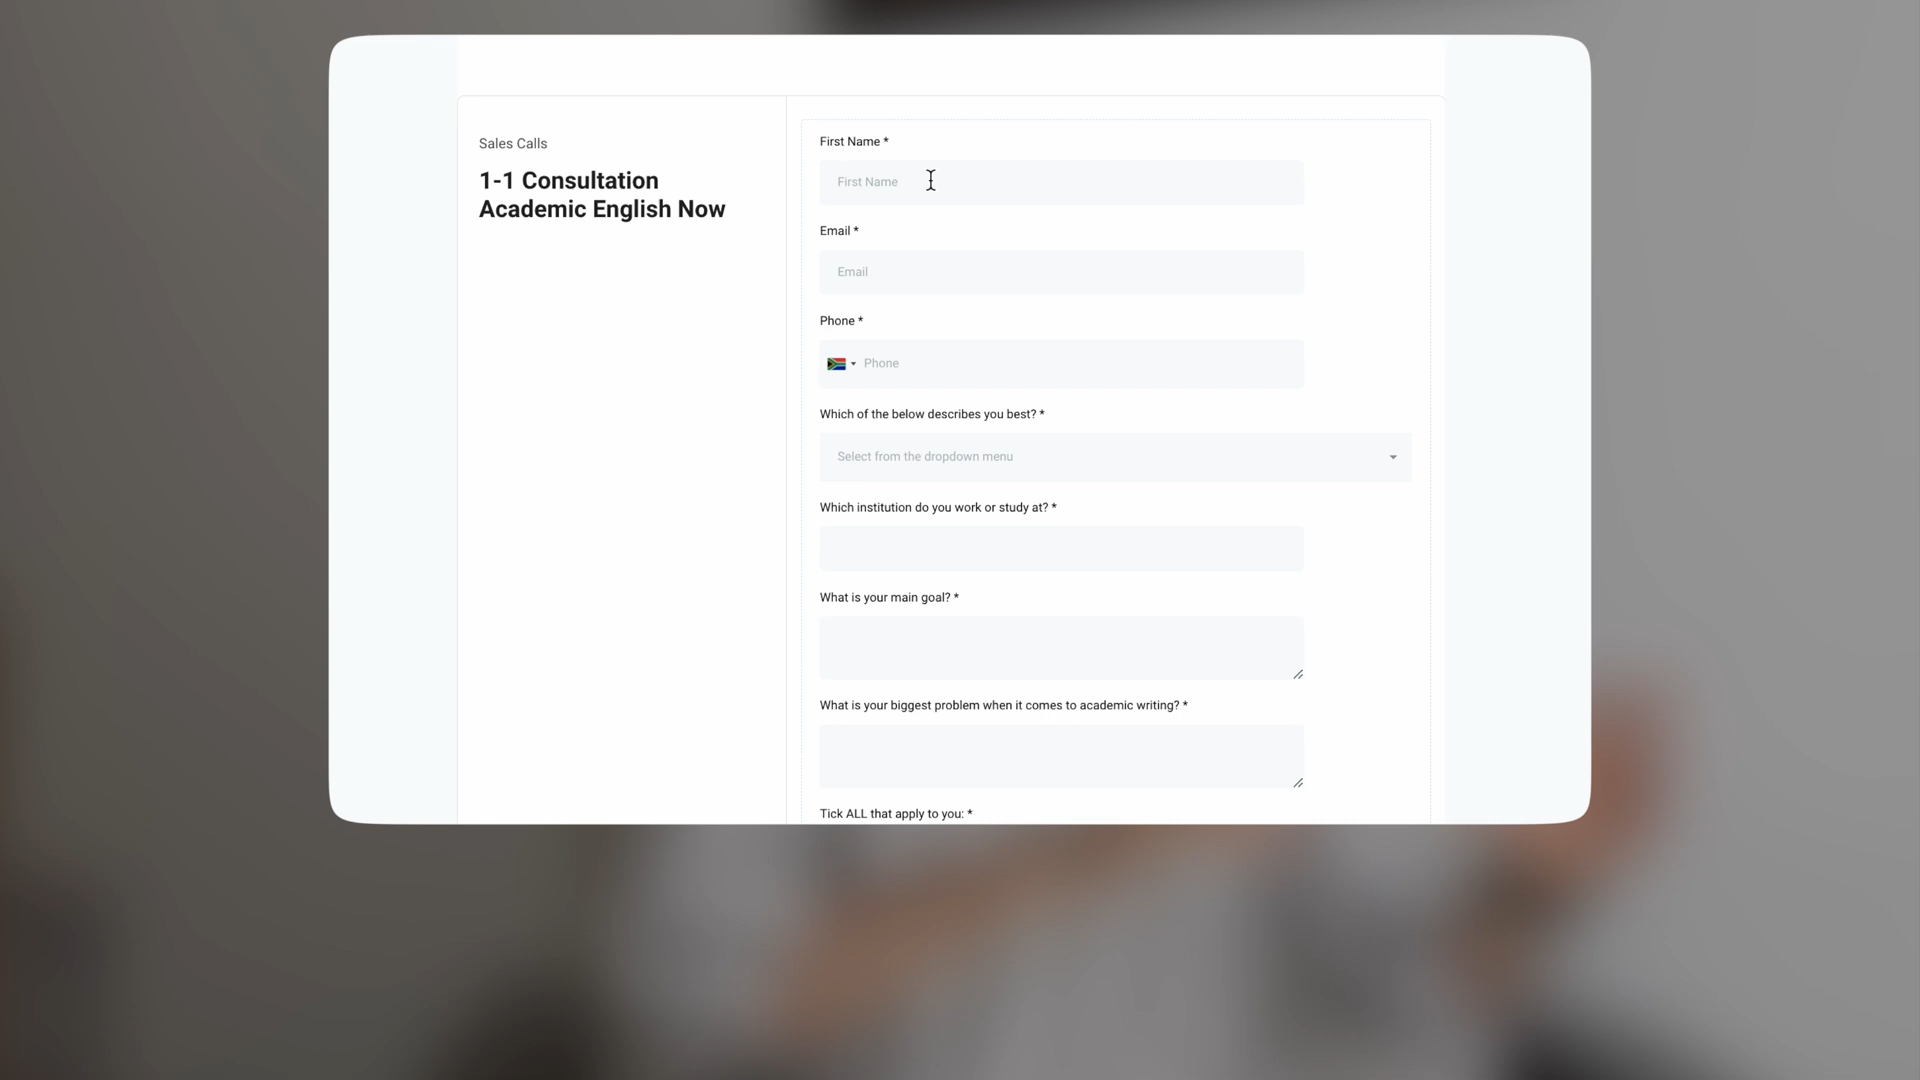 Sales Calls
1-1 Consultation
Academic English Now
First Name *
First Name
Email *
Email
Phone *
Phone
Which of the below describes you best? *
Select from the dropdown menu
Which institution do you work or study at? *
What is your main goal? *
What is your biggest problem when it comes to academic writing? *
Tick ALL that apply to you: *